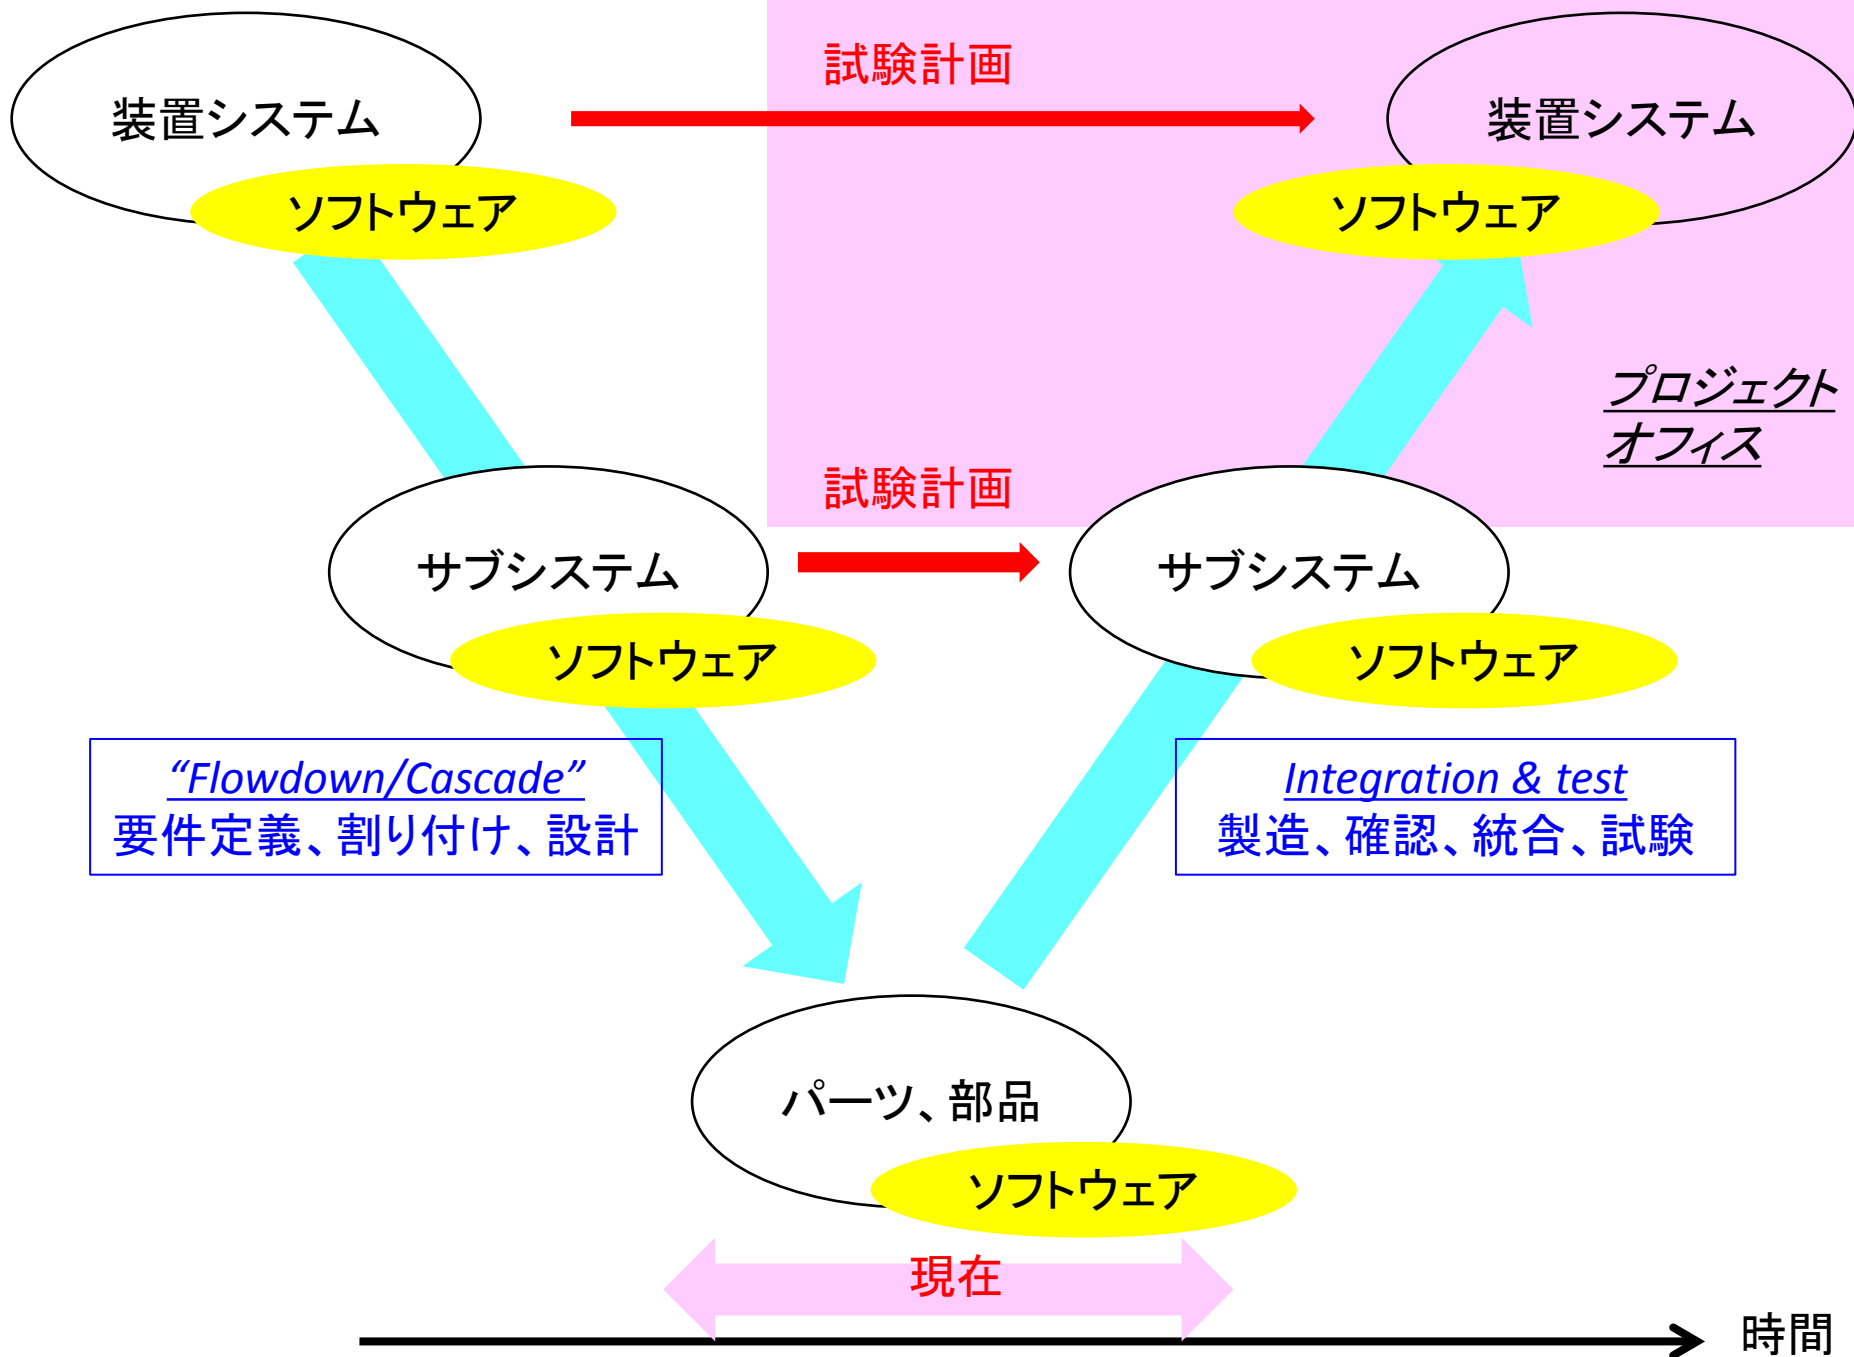 試験計画
装置システム
装置システム
ソフトウェア
ソフトウェア
プロジェクト
オフィス
試験計画
サブシステム
サブシステム
ソフトウェア
ソフトウェア
“Flowdown/Cascade”
要件定義、割り付け、設計
Integration & test
製造、確認、統合、試験
パーツ、部品
ソフトウェア
現在
時間